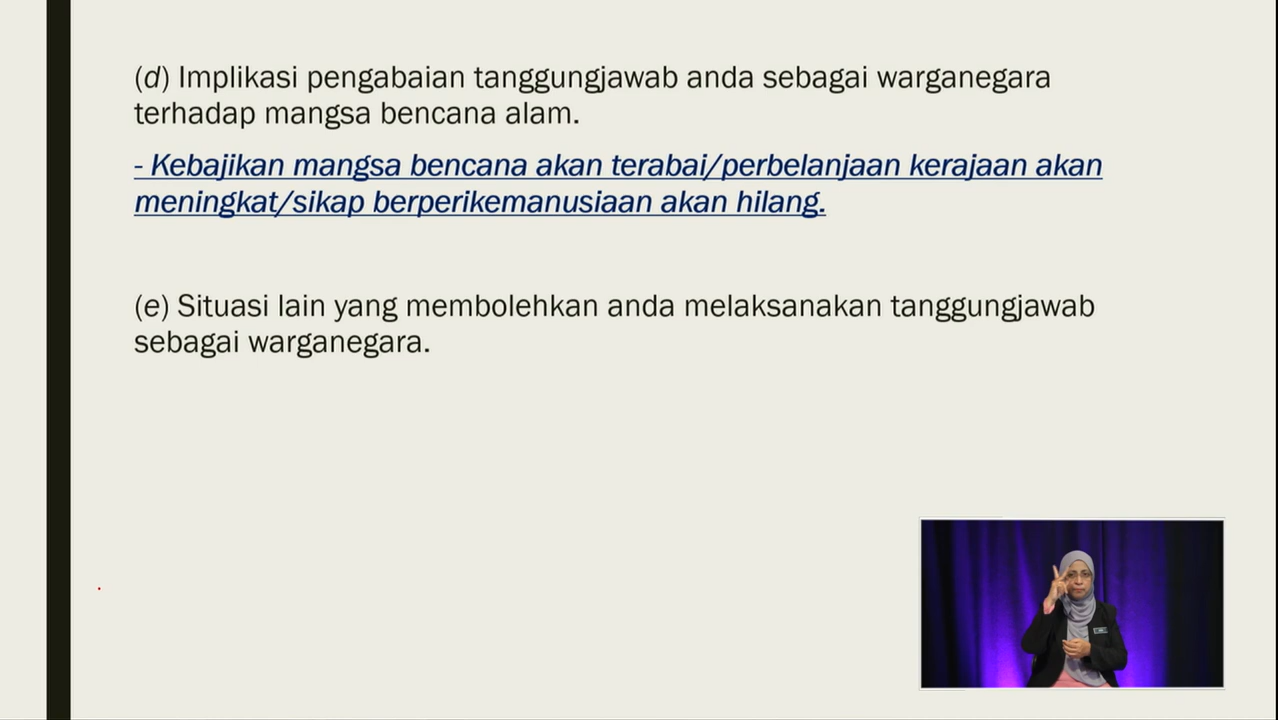 (d) Implikasi pengabaian tanggungjawab anda sebagai warganegara
terhadap mangsa bencana alam.
- Kebajikan mangsa bencana akan terabai/perbelanjaan kerajaan akan
meningkat/sikap berperikemanusiaan akan hilang.
(e) Situasi lain yang membolehkan anda melaksanakan tanggungjawab
sebagai warganegara.